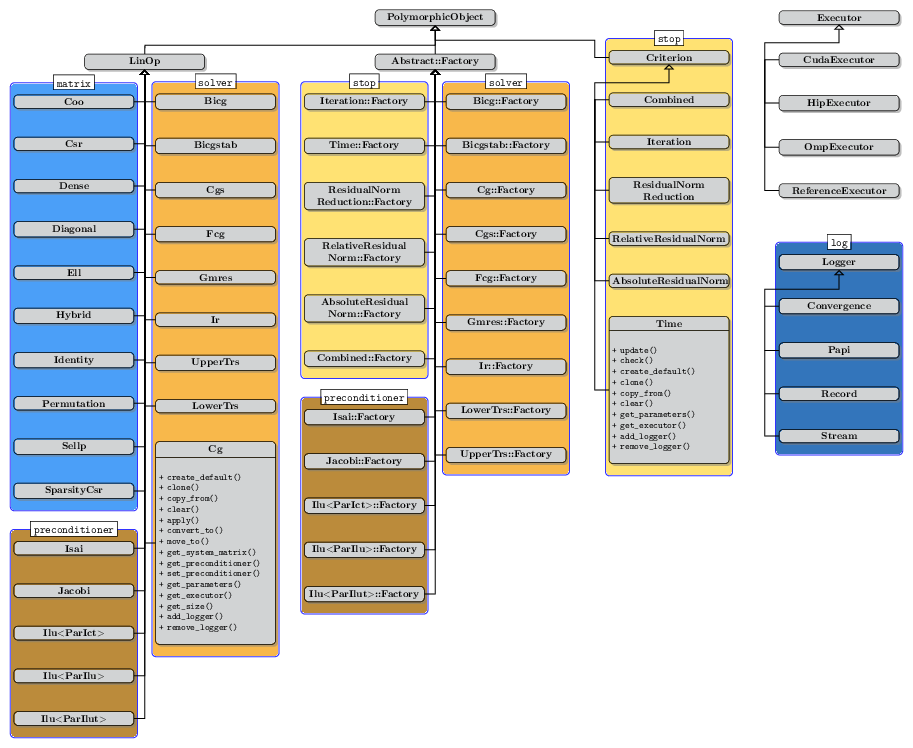 PolymorphicObject
LinOp
Abstract::Factory
matrix
Coo
Csr
Dense
Diagonal
Ell
Hybrid
Identity
Permutation
Sellp
SparsityCsr
preconditioner
Isai
Jacobi
Ilu<ParIct>
Ilu<ParIlu>
Ilu<ParIlut>
solver
Bicg
Bicgstab
Cgs
Fcg
Gmres
Ir
UpperTrs
LowerTrs
Cg
+ create_default()
+ clone()
+ copy_from()
+ clear()
+ apply()
+ convert_to()
+ move_to()
+ get_system_matrix()
+ get_preconditioner()
+ set_preconditioner()
+ get_parameters()
+ get_executor()
+ get_size()
+ add_logger()
+ remove_logger()
stop
Iteration::Factory
Time::Factory
ResidualNorm
Reduction::Factory
RelativeResidual
Norm::Factory
AbsoluteResidual
Norm::Factory
Combined::Factory
preconditioner
Isai::Factory
Jacobi::Factory
Ilu<ParIct>::Factory
Ilu<ParIlu>::Factory
Ilu<ParIlut>::Factory
solver
Bicg::Factory
Bicgstab::Factory
Cg::Factory
Cgs::Factory
Fcg::Factory
Gmres::Factory
Ir::Factory
LowerTrs::Factory
UpperTrs::Factory
stop
Criterion
Combined
Iteration
ResidualNorm
Reduction
RelativeResidualNorm
AbsoluteResidualNorm
Time
+ update()
+ check()
+ create_default()
+ clone()
+ copy_from()
+ clear()
+ get_parameters()
+ get_executor()
+ add_logger()
+ remove_logger()
Executor
CudaExecutor
HipExecutor
OmpExecutor
ReferenceExecutor
log
Logger
Convergence
Papi
Record
Stream